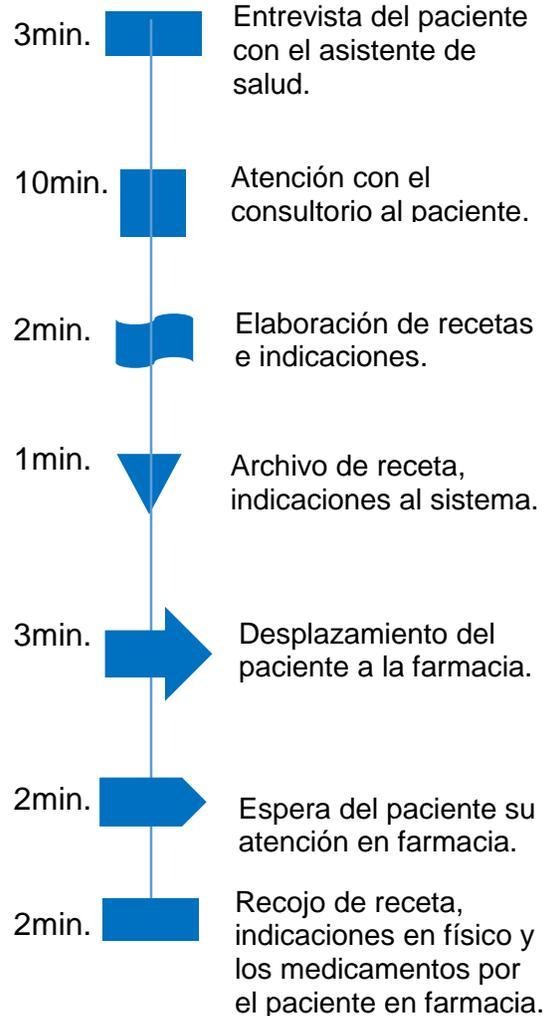 3min.
Entrevista del paciente
con el asistente de
salud.
10min.
Atención con el
consultorio al paciente.
2min.
Elaboración de recetas
e indicaciones.
1min.
Archivo de receta,
indicaciones al sistema.
3min.
Desplazamiento del
paciente a la farmacia.
2min.
Espera del paciente su
atención en farmacia.
2min.
Recojo de receta,
indicaciones en físico y
los medicamentos por
el paciente en farmacia.